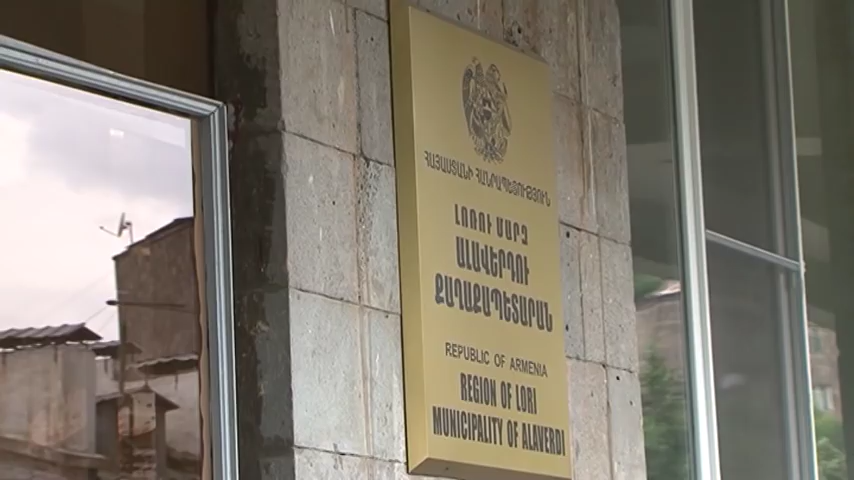 ՀԱՅԱՍՏԱՆԻ ՀԱՆՐԱՊԵՏՈՒԹՅՈՒՆ
ԼՈՌՈՒ ՄԱՐԶ
ԱԼԱՎԵՐԴՈՒ
ՔԱՂԱՔԱՊԵՏԱՐԱՆ
REPUBLIC OF ARMENIA
REGION OF LORI
MUNICIPALITY OF ALAVERDI